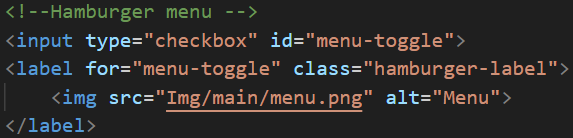 <!--Hamburger menu -->
<input type="checkbox" id="menu-toggle">
<label for="menu-toggle" class="hamburger-label">
    <img src="Img/main/menu.png" alt="Menu">
</label>